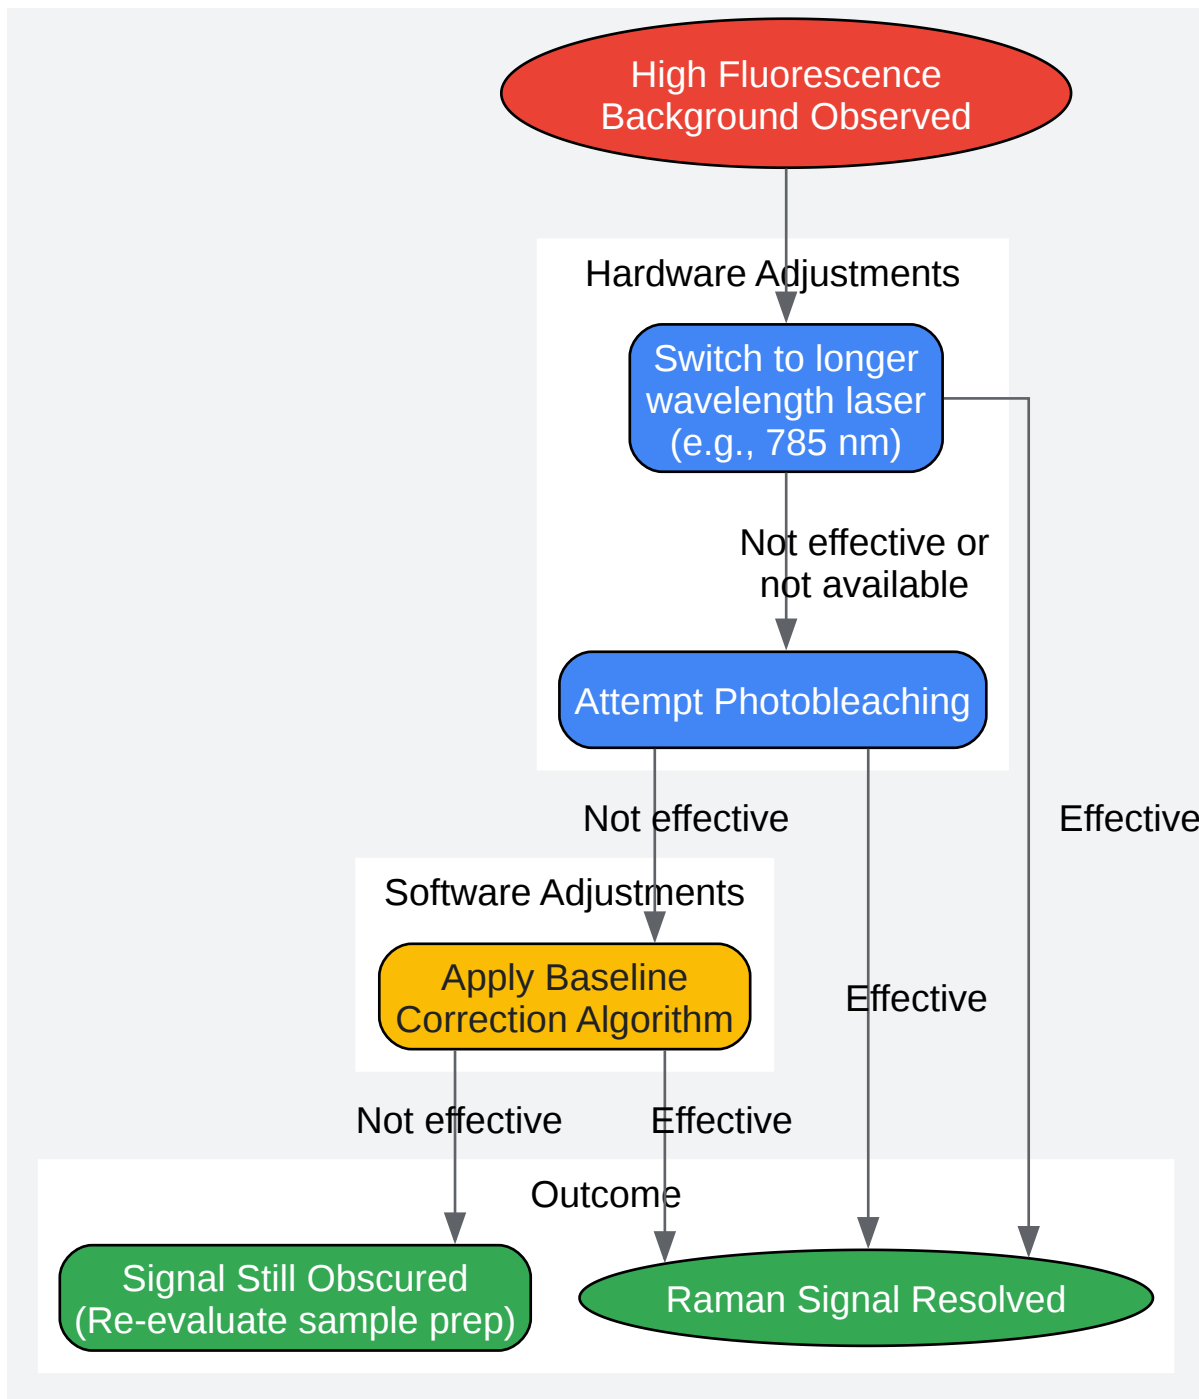 High Fluorescence
Background Observed
Hardware Adjustments
Switch to longer
wavelength laser
(e.g., 785 nm)
Not effective or
not available
Attempt Photobleaching
Not effective
Effective
Software Adjustments
Apply Baseline
Correction Algorithm
Effective
Not effective
Effective
Outcome
Signal Still Obscured
(Re-evaluate sample prep)
Raman Signal Resolved